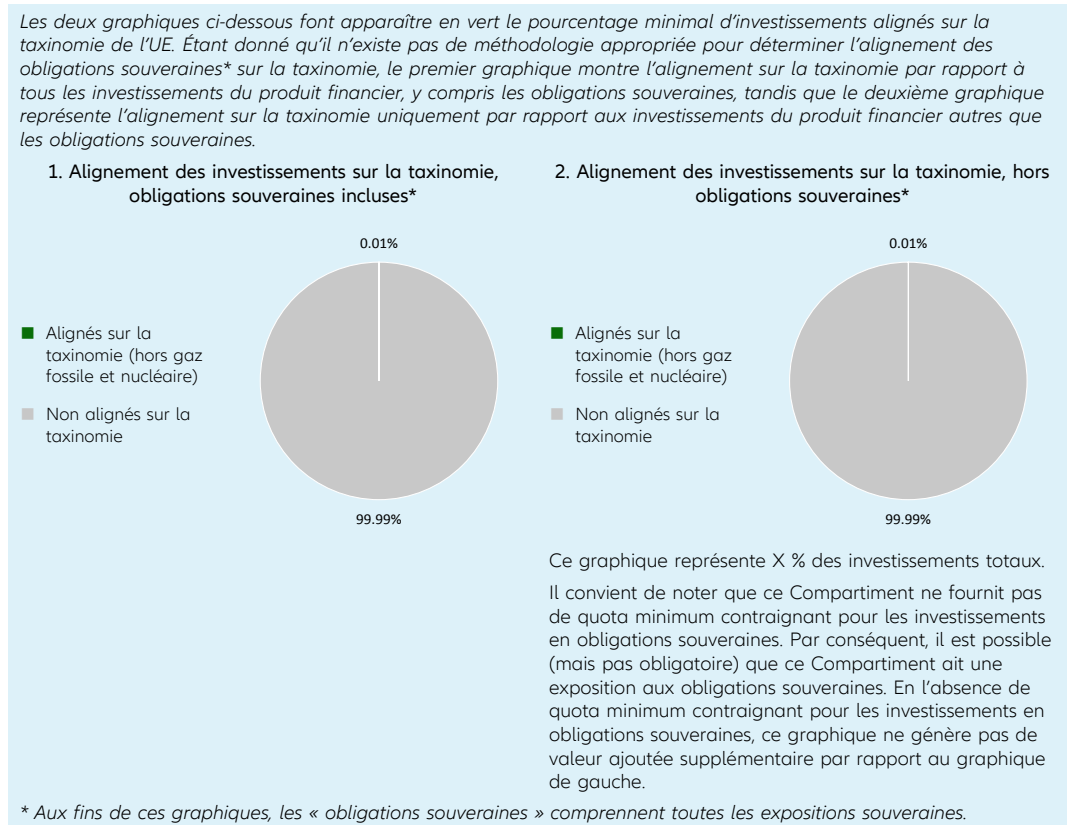 Les deux graphiques ci-dessous font apparaître en vert le pourcentage minimal d’investissements alignés sur la
taxinomie de l’UE. Étant donné qu’il n’existe pas de méthodologie appropriée pour déterminer l’alignement des
obligations souveraines* sur la taxinomie, le premier graphique montre l’alignement sur la taxinomie par rapport à
tous les investissements du produit financier, y compris les obligations souveraines, tandis que le deuxième graphique
représente l’alignement sur la taxinomie uniquement par rapport aux investissements du produit financier autres que
les obligations souveraines.
1. Alignement des investissements sur la taxinomie,
obligations souveraines incluses*
0.01%
Alignés sur la
taxinomie (hors gaz
fossile et nucléaire)
Non alignés sur la
taxinomie
99.99%
2. Alignement des investissements sur la taxinomie, hors
obligations souveraines*
0.01%
Alignés sur la
taxinomie (hors gaz
fossile et nucléaire)
Non alignés sur la
taxinomie
99.99%
Ce graphique représente X % des investissements totaux.
Il convient de noter que ce Compartiment ne fournit pas
de quota minimum contraignant pour les investissements
en obligations souveraines. Par conséquent, il est possible
(mais pas obligatoire) que ce Compartiment ait une
exposition aux obligations souveraines. En l’absence de
quota minimum contraignant pour les investissements en
obligations souveraines, ce graphique ne génère pas de
valeur ajoutée supplémentaire par rapport au graphique
de gauche.
* Aux fins de ces graphiques, les « obligations souveraines » comprennent toutes les expositions souveraines.